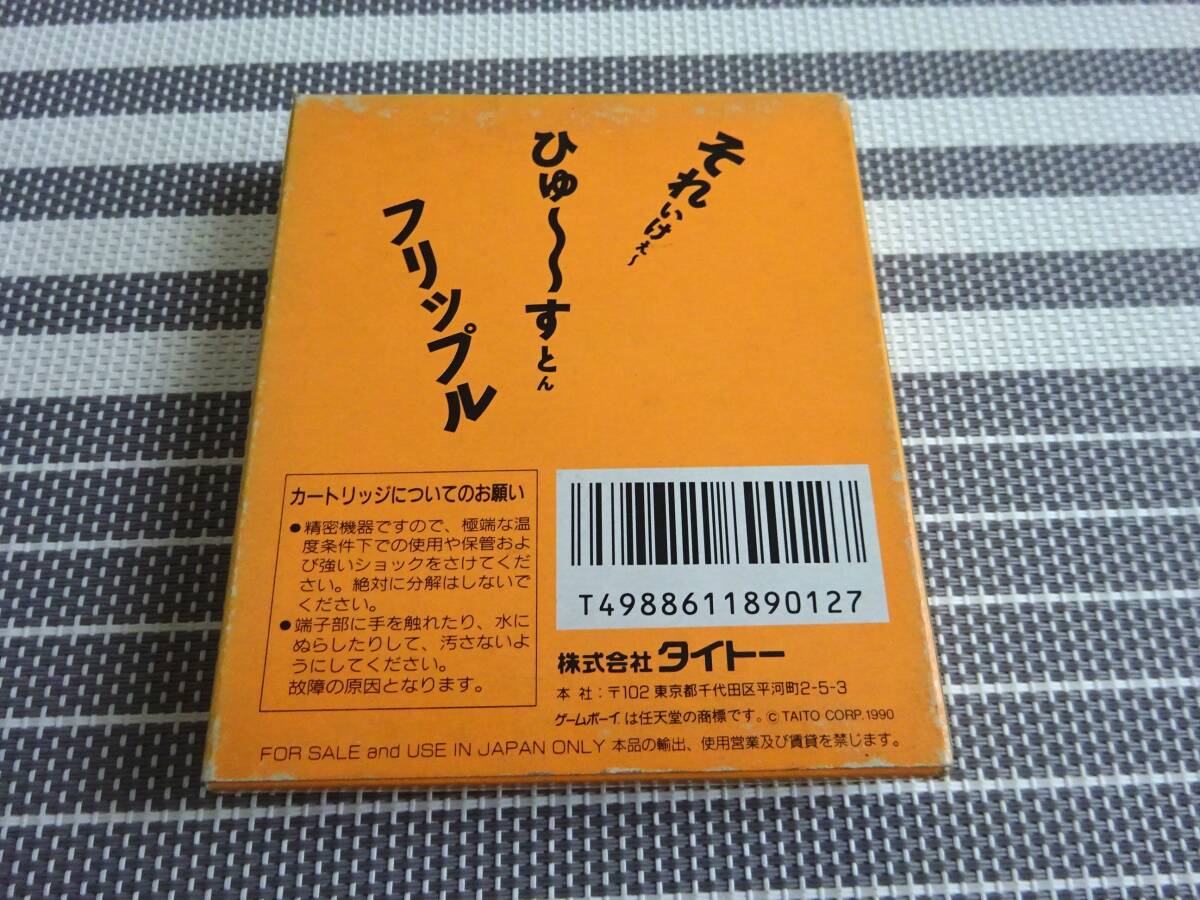 それいけぇ〜
ひゅ〜〜すとん
フリップル
カートリッジについてのお願い
●精密機器ですので、極端な温
度条件下での使用や保管およ
び強いショックをさけてくだ
さい。絶対に分解はしないで
ください。
●端子部に手を触れたり、水に
ぬらしたりして、汚さないよ
うにしてください。
故障の原因となります。
T4988611890127
株式会社 タイトー
本 社：〒102 東京都千代田区平河町2-5-3
ゲームボーイは任天堂の商標です。© TAITO CORP. 1990
FOR SALE and USE IN JAPAN ONLY 本品の輸出、使用営業及び賃貸を禁じます。